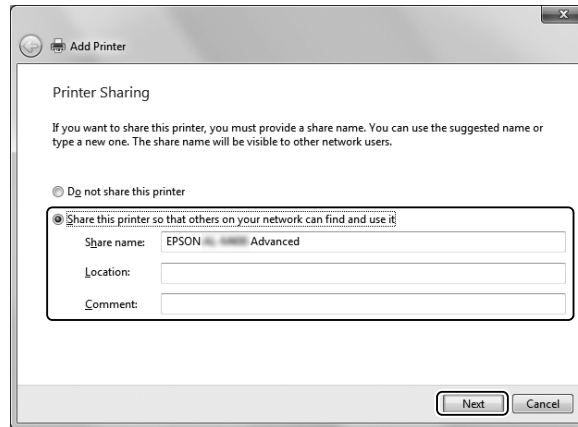 Add Printer
Printer Sharing
If you want to share this printer, you must provide a share name. You can use the suggested name or
type a new one. The share name will be visible to other network users.
Do not share this printer
Share this printer so that others on your network can find and use it
Share name: EPSON Advanced
Location:
Comment:
Next Cancel